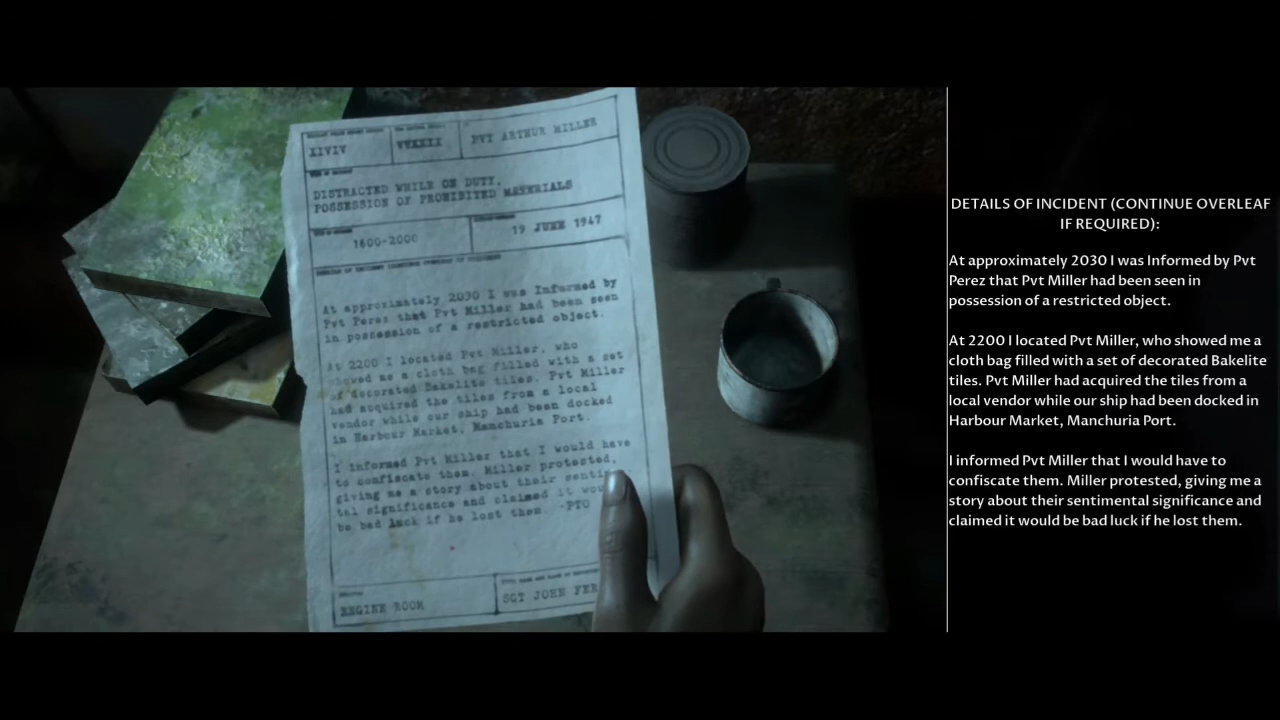 XIVIV
VVXXIX
PVT ARTHUR MILLER
DISTRACTED WHILE ON DUTY,
POSSESSION OF PROHIBITED MATERIALS
1600-2000
19 JUNE 1947
DETAILS OF INCIDENT (CONTINUE OVERLEAF IF REQUIRED)
At approximately 2030 I was Informed by
Pvt Perez that Pvt Miller had been seen
in possession of a restricted object.
At 2200 I located Pvt Miller, who
showed me a cloth bag filled with a set
of decorated Bakelite tiles. Pvt Miller
had acquired the tiles from a local
vendor while our ship had been docked
in Harbour Market, Manchuria Port.
I informed Pvt Miller that I would have
to confiscate them. Miller protested,
giving me a story about their senti
tal significance and claimed it wou
be bad luck if he lost them. -PTO
ENGINE ROOM
SGT JOHN FER
DETAILS OF INCIDENT (CONTINUE OVERLEAF
IF REQUIRED):
At approximately 2030 I was Informed by Pvt
Perez that Pvt Miller had been seen in
possession of a restricted object.
At 2200 I located Pvt Miller, who showed me a
cloth bag filled with a set of decorated Bakelite
tiles. Pvt Miller had acquired the tiles from a
local vendor while our ship had been docked in
Harbour Market, Manchuria Port.
I informed Pvt Miller that I would have to
confiscate them. Miller protested, giving me a
story about their sentimental significance and
claimed it would be bad luck if he lost them.